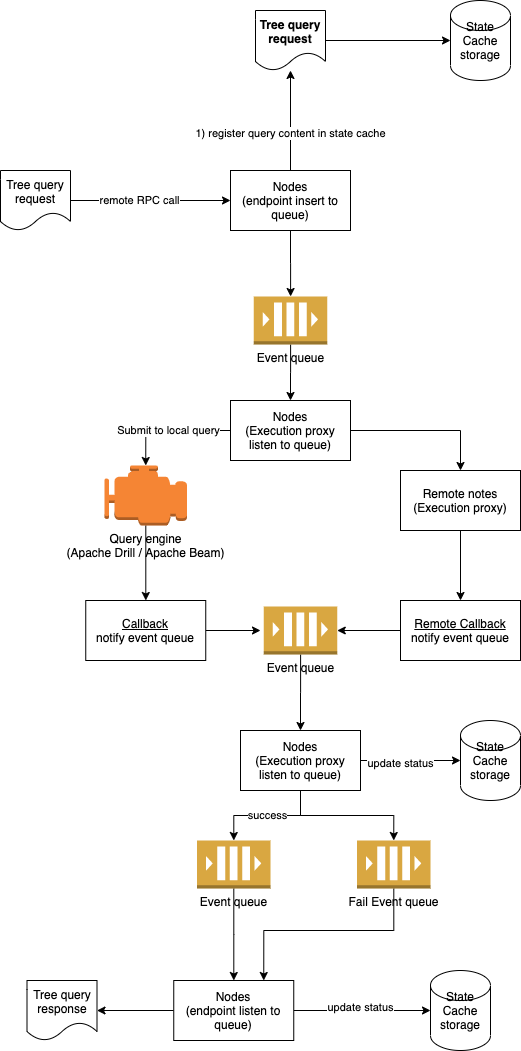 Tree query
request
State
Cache
storage
1) register query content in state cache
Tree query
request
remote RPC call
Nodes
(endpoint insert to
queue)
Event queue
Submit to local query
Nodes
(Execution proxy
listen to queue)
Remote notes
(Execution proxy)
Query engine
(Apache Drill / Apache Beam)
Callback
notify event queue
Remote Callback
notify event queue
Event queue
Nodes
(Execution proxy
listen to queue)
update status
State
Cache
storage
success
Event queue
Fail Event queue
Tree query
response
Nodes
(endpoint listen to
queue)
update status
State
Cache
storage